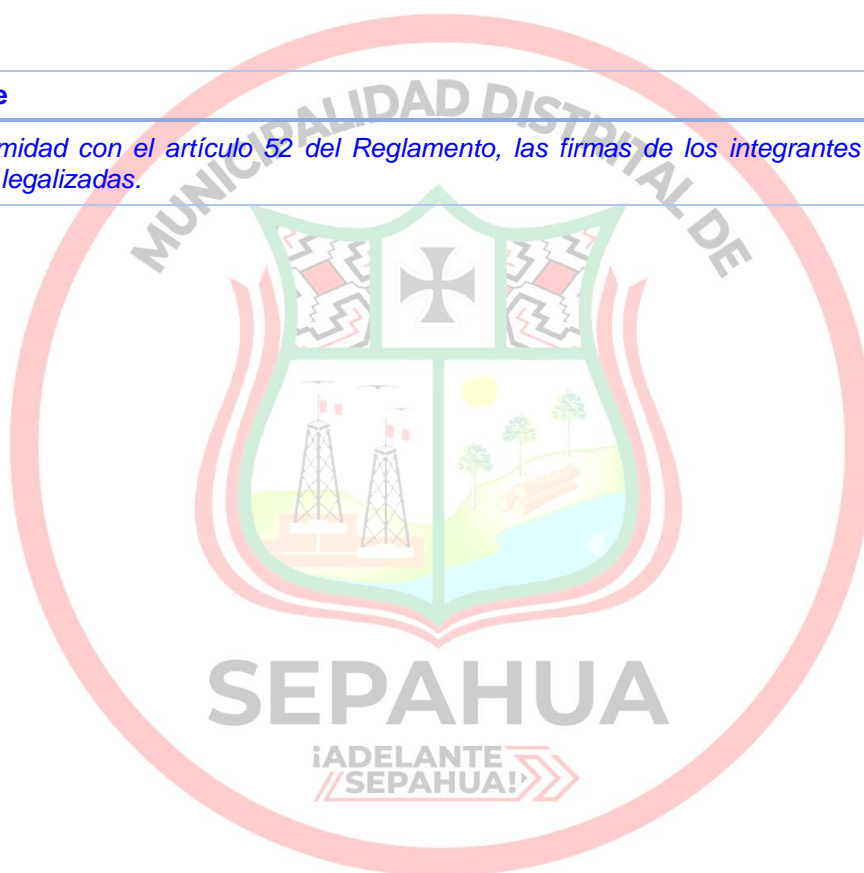 e
midad con el artículo 52 del Reglamento, las firmas de los integrantes
legalizadas.
MUNICIPALIDAD DISTRITAL DE
SEPAHUA
¡ADELANTE
SEPAHUA!